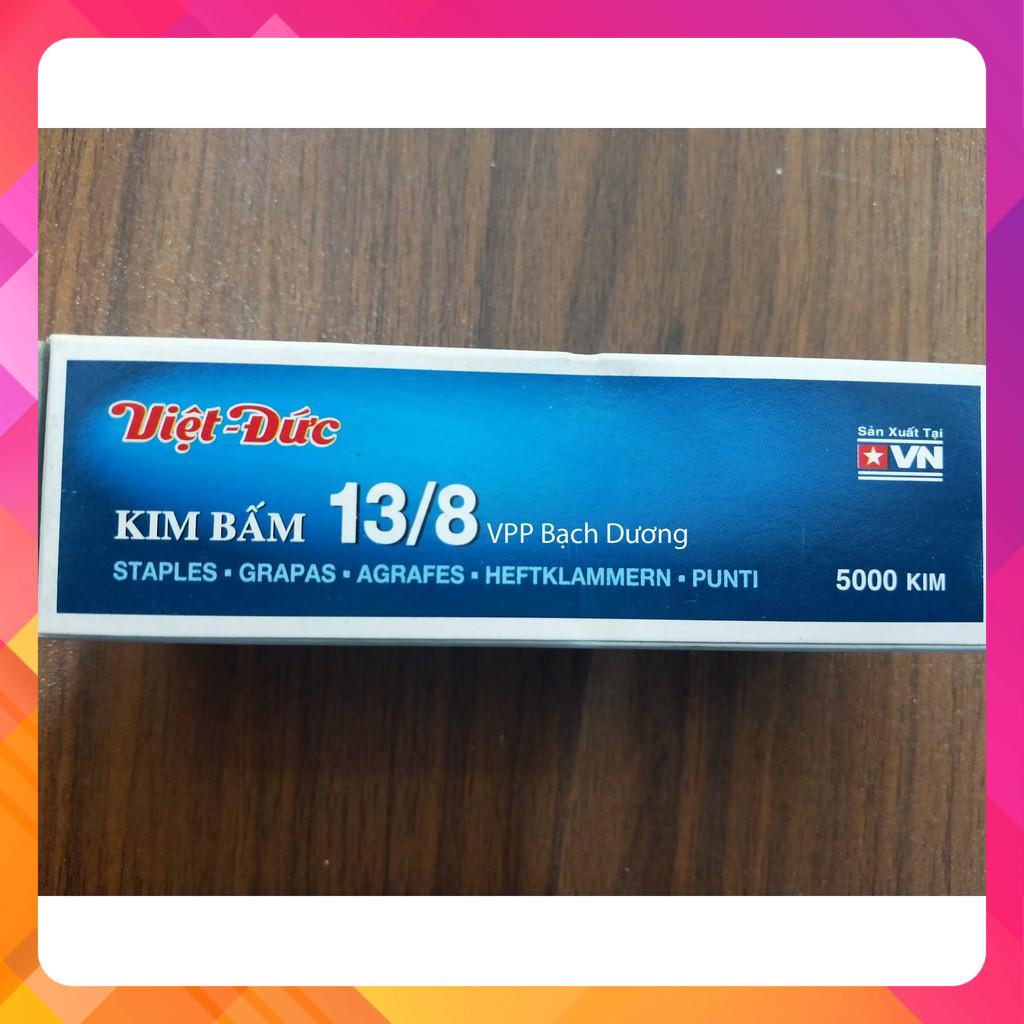 Việt-Đức
Sản Xuất Tại
VN
KIM BẤM 13/8 VPP Bạch Dương
STAPLES ▪ GRAPAS ▪ AGRAFES ▪ HEFTKLAMMERN ▪ PUNTI
5000 KIM